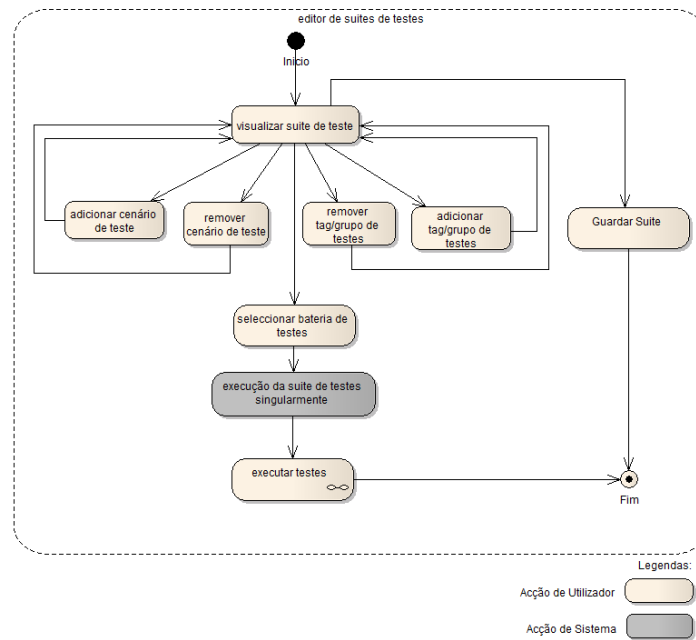 editor de suites de testes
Início
visualizar suite de teste
adicionar cenário
de teste
remover
cenário de teste
remover
tag/grupo de
testes
adicionar
tag/grupo de
testes
Guardar Suite
seleccionar bateria de
testes
execução da suite de testes
singularmente
executar testes
Fim
Legendas:
Acção de Utilizador
Acção de Sistema